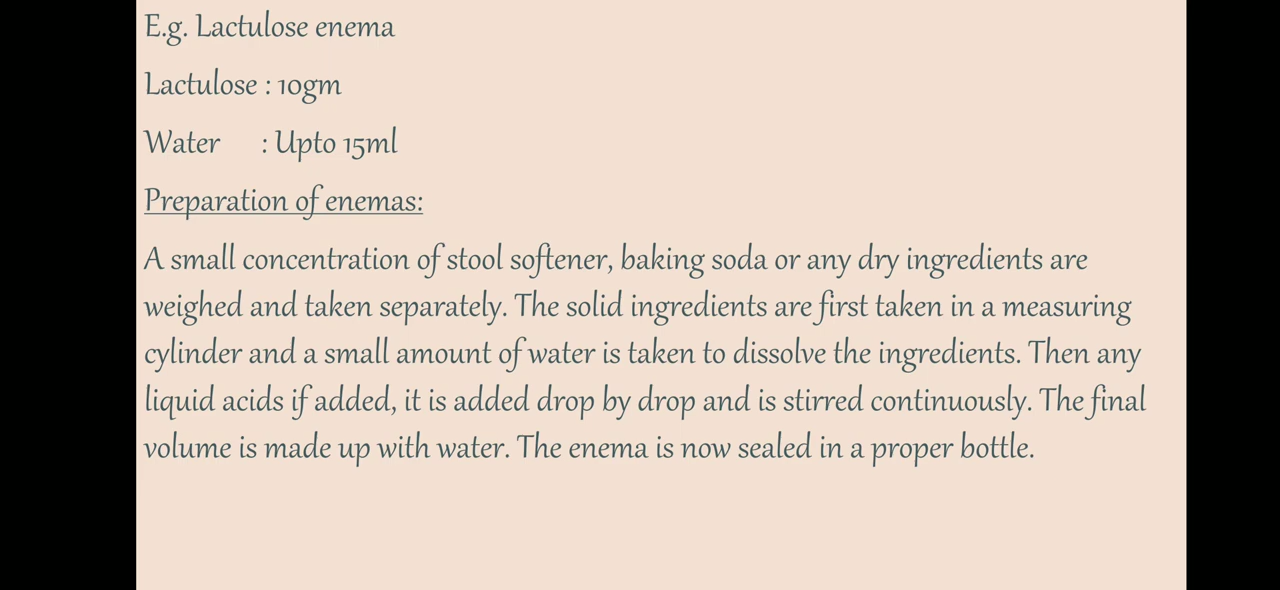 E.g. Lactulose enema
Lactulose : 10gm
Water : Upto 15ml
Preparation of enemas:
A small concentration of stool softener, baking soda or any dry ingredients are
weighed and taken separately. The solid ingredients are first taken in a measuring
cylinder and a small amount of water is taken to dissolve the ingredients. Then any
liquid acids if added, it is added drop by drop and is stirred continuously. The final
volume is made up with water. The enema is now sealed in a proper bottle.